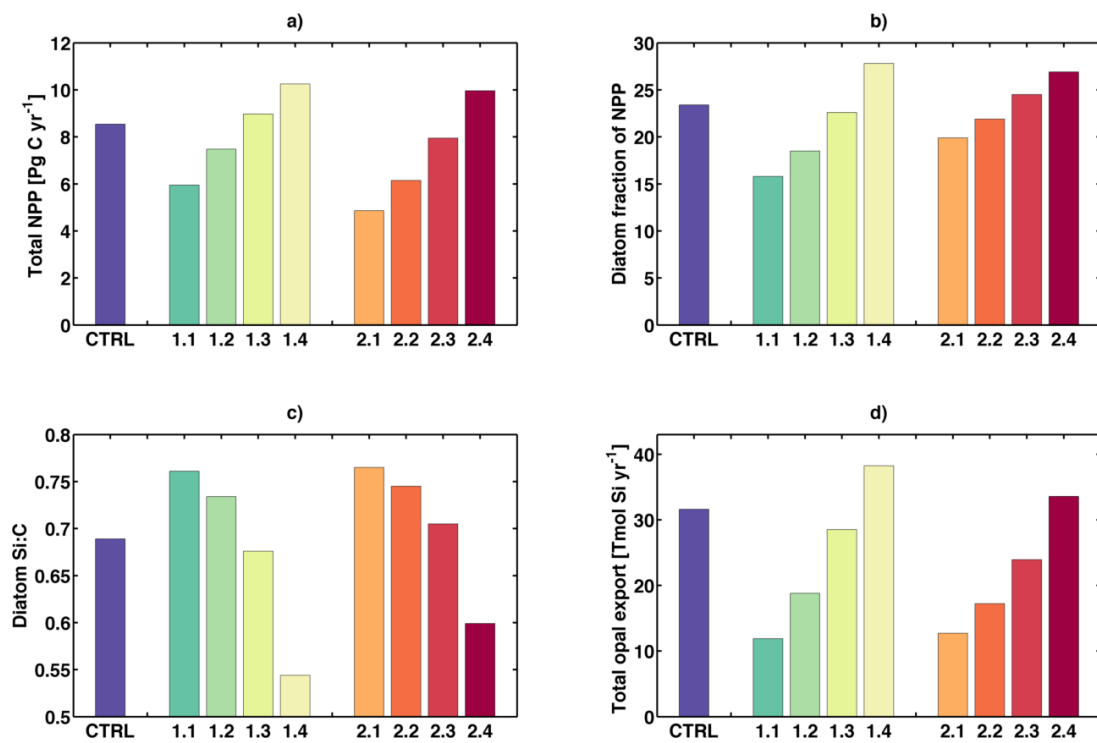 a)
Total NPP [Pg C yr⁻¹]
12
10
8
6
4
2
0
CTRL 1.1 1.2 1.3 1.4 2.1 2.2 2.3 2.4
b)
Diatom fraction of NPP
30
25
20
15
10
5
0
CTRL 1.1 1.2 1.3 1.4 2.1 2.2 2.3 2.4
c)
Diatom Si:C
0.8
0.75
0.7
0.65
0.6
0.55
0.5
CTRL 1.1 1.2 1.3 1.4 2.1 2.2 2.3 2.4
d)
Total opal export [Tmol Si yr⁻¹]
40
30
20
10
0
CTRL 1.1 1.2 1.3 1.4 2.1 2.2 2.3 2.4